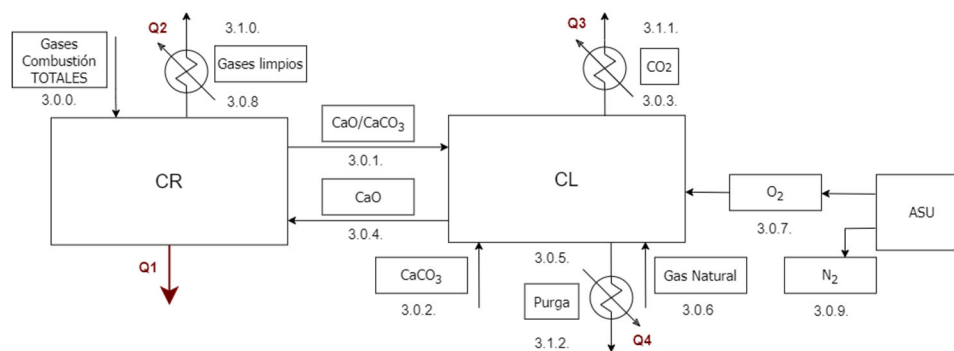 Gases
Combustión
TOTALES
3.0.0.
Q2
3.1.0.
Gases limpios
3.0.8
CR
Q1
CaO/CaCO3
3.0.1.
CaO
3.0.4.
Q3
3.1.1.
CO2
3.0.3.
CL
CaCO3
3.0.2.
3.0.5.
Purga
3.1.2.
Q4
Gas Natural
3.0.6
O2
3.0.7.
ASU
N2
3.0.9.